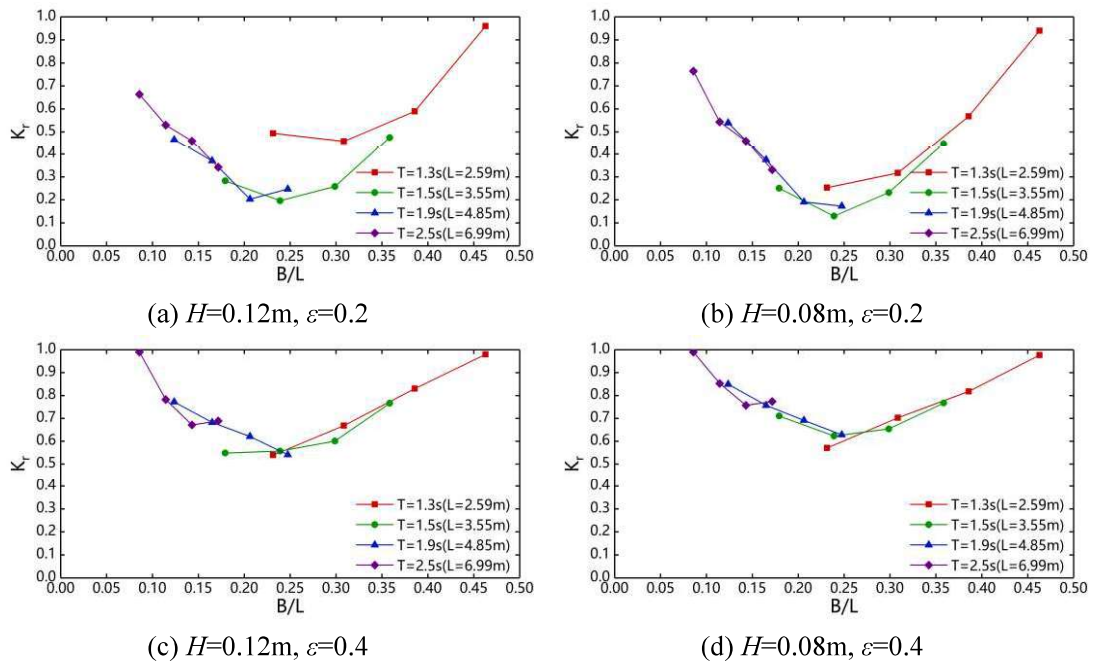 1.0
0.9
0.8
0.7
0.6
0.5
0.4
0.3
0.2
0.1
0.0
Kr
0.00 0.05 0.10 0.15 0.20 0.25 0.30 0.35 0.40 0.45 0.50
B/L
T=1.3s(L=2.59m)
T=1.5s(L=3.55m)
T=1.9s(L=4.85m)
T=2.5s(L=6.99m)
(a) H=0.12m, ε=0.2
1.0
0.9
0.8
0.7
0.6
0.5
0.4
0.3
0.2
0.1
0.0
Kr
0.00 0.05 0.10 0.15 0.20 0.25 0.30 0.35 0.40 0.45 0.50
B/L
T=1.3s(L=2.59m)
T=1.5s(L=3.55m)
T=1.9s(L=4.85m)
T=2.5s(L=6.99m)
(b) H=0.08m, ε=0.2
1.0
0.9
0.8
0.7
0.6
0.5
0.4
0.3
0.2
0.1
0.0
Kr
0.00 0.05 0.10 0.15 0.20 0.25 0.30 0.35 0.40 0.45 0.50
B/L
T=1.3s(L=2.59m)
T=1.5s(L=3.55m)
T=1.9s(L=4.85m)
T=2.5s(L=6.99m)
(c) H=0.12m, ε=0.4
1.0
0.9
0.8
0.7
0.6
0.5
0.4
0.3
0.2
0.1
0.0
Kr
0.00 0.05 0.10 0.15 0.20 0.25 0.30 0.35 0.40 0.45 0.50
B/L
T=1.3s(L=2.59m)
T=1.5s(L=3.55m)
T=1.9s(L=4.85m)
T=2.5s(L=6.99m)
(d) H=0.08m, ε=0.4